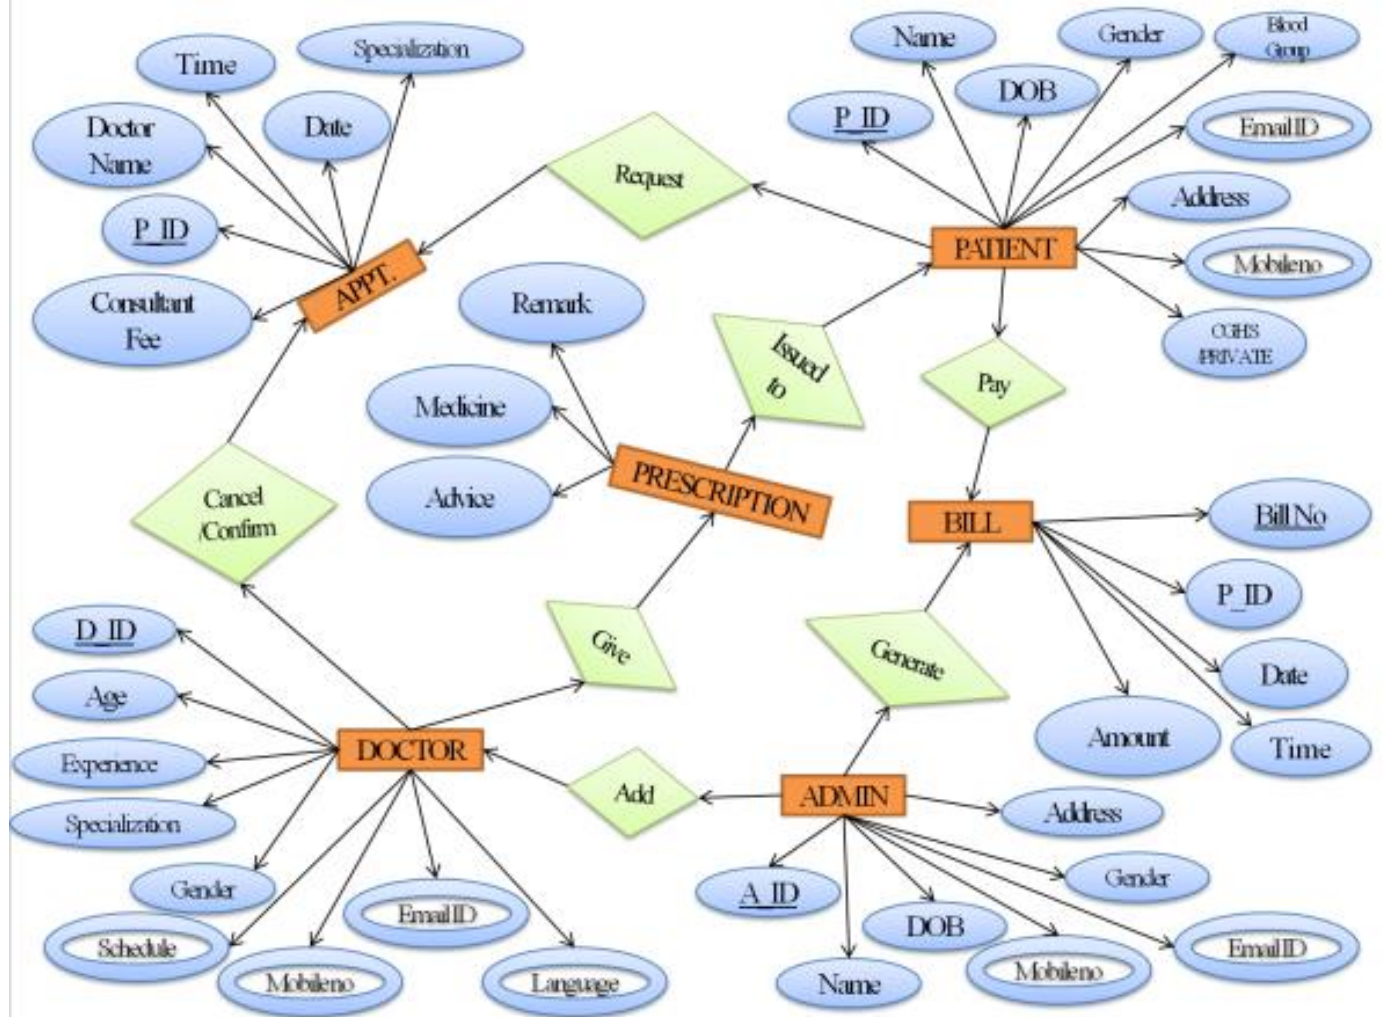 Specialization
Time
Date
Doctor
Name
P_ID
Consultant
Fee
APPT.
Request
Name
Gender
Blood
Group
DOB
P_ID
Email ID
Address
PATIENT
Mobileno
CGHS
/PRIVATE
Remark
Issued
to
Pay
Medicine
Advice
PRESCRIPTION
Cancel
/Confirm
BILL
Bill No
P_ID
Date
Time
Amount
Give
Generate
D_ID
Age
Experience
Specialization
DOCTOR
Gender
Schedule
Mobileno
Email ID
Language
Add
ADMIN
Address
Gender
A_ID
DOB
Email ID
Name
Mobileno